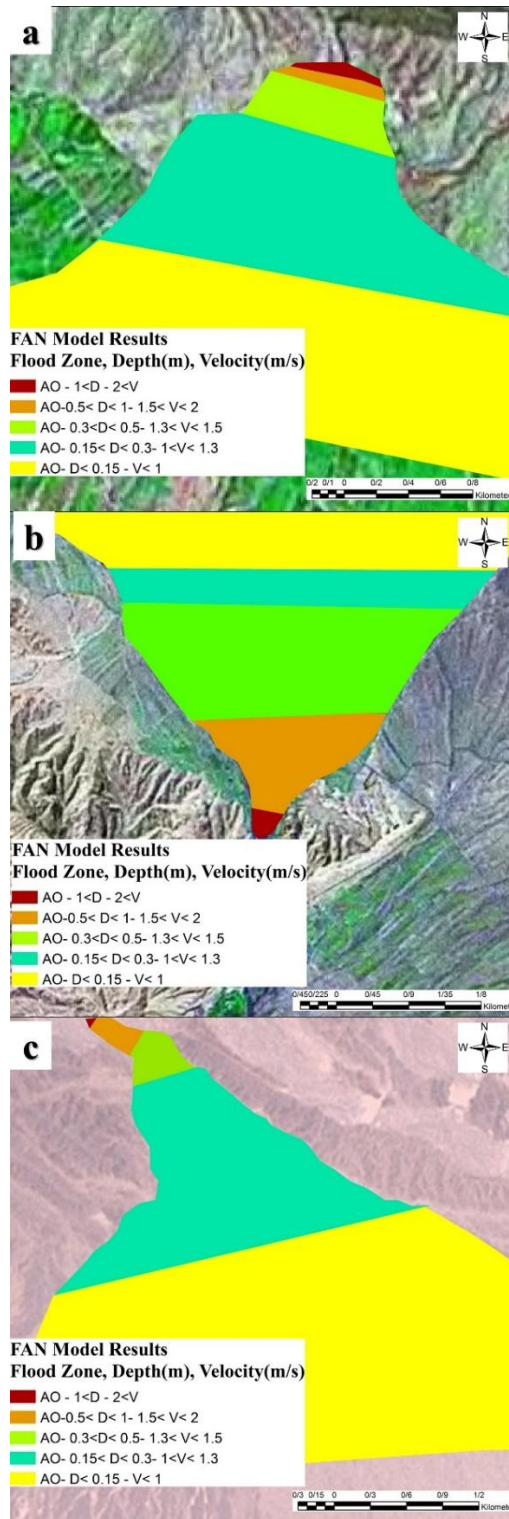 a
N
W E
S
FAN Model Results
Flood Zone, Depth(m), Velocity(m/s)
AO - 1<D - 2<V
AO-0.5< D< 1- 1.5< V< 2
AO- 0.3<D< 0.5- 1.3< V< 1.5
AO- 0.15< D< 0.3- 1<V< 1.3
AO- D< 0.15 - V< 1
0/2 0/1 0 0/2 0/4 0/6 0/8
Kilometer
b
N
W E
S
FAN Model Results
Flood Zone, Depth(m), Velocity(m/s)
AO - 1<D - 2<V
AO-0.5< D< 1- 1.5< V< 2
AO- 0.3<D< 0.5- 1.3< V< 1.5
AO- 0.15< D< 0.3- 1<V< 1.3
AO- D< 0.15 - V< 1
0/45 0/225 0 0/45 0/9 1/35 1/8
Kilometer
c
N
W E
S
FAN Model Results
Flood Zone, Depth(m), Velocity(m/s)
AO - 1<D - 2<V
AO-0.5< D< 1- 1.5< V< 2
AO- 0.3<D< 0.5- 1.3< V< 1.5
AO- 0.15< D< 0.3- 1<V< 1.3
AO- D< 0.15 - V< 1
0/3 0/15 0 0/3 0/6 0/9 1/2
Kilometer